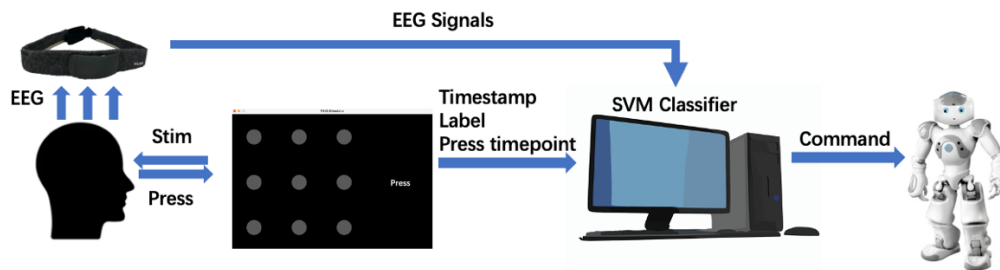 EEG Signals
EEG
Stim
Press
Press
Timestamp
Label
Press timepoint
SVM Classifier
Command